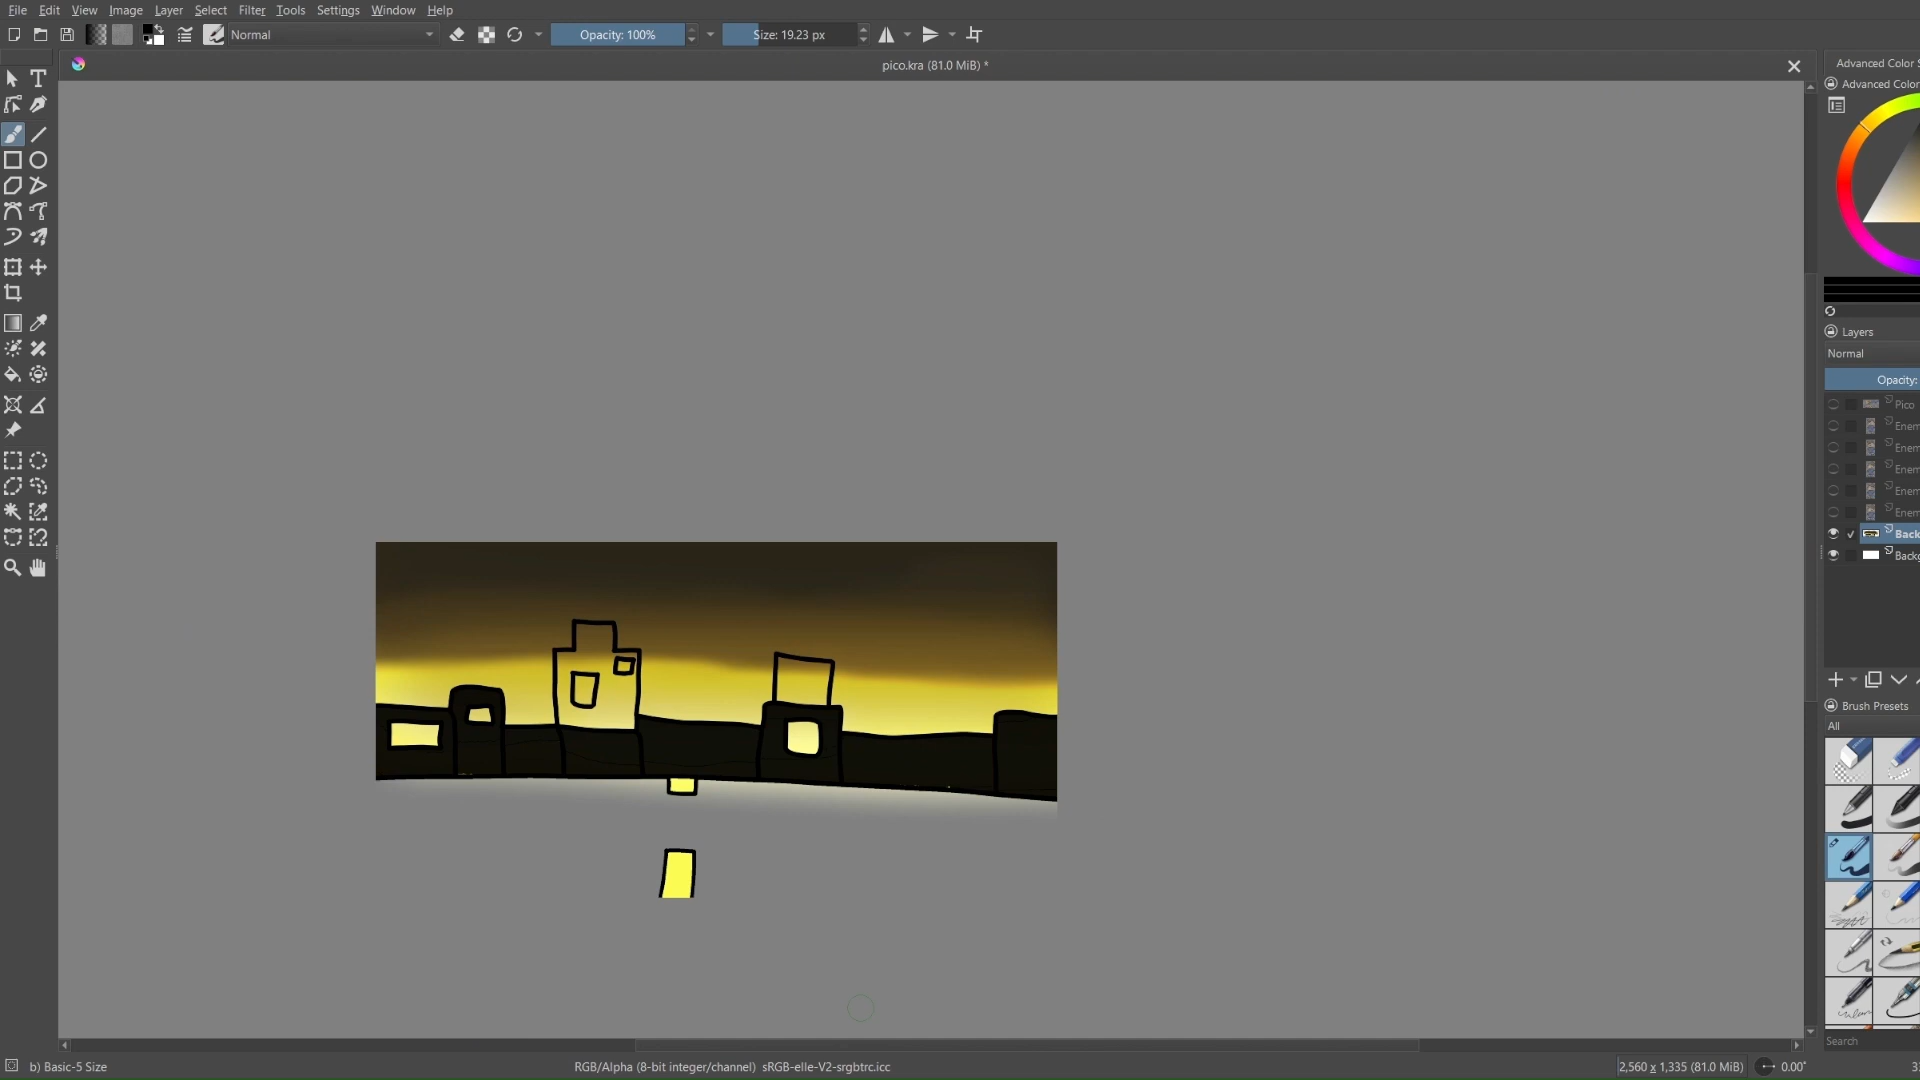 File Edit View Image Layer Select Filter Tools Settings Window Help
Normal Opacity: 100% Size: 19.23 px
pico.kra (81.0 MiB) *
Advanced Color S
Advanced Color
Layers
Normal
Opacity:
Pico
Enem
Enem
Enem
Enem
Enem
Back
Backg
Brush Presets
All
Search
b) Basic-5 Size RGB/Alpha (8-bit integer/channel) sRGB-elle-V2-srgbtrc.icc 2,560 x 1,335 (81.0 MiB) 0.00° 3